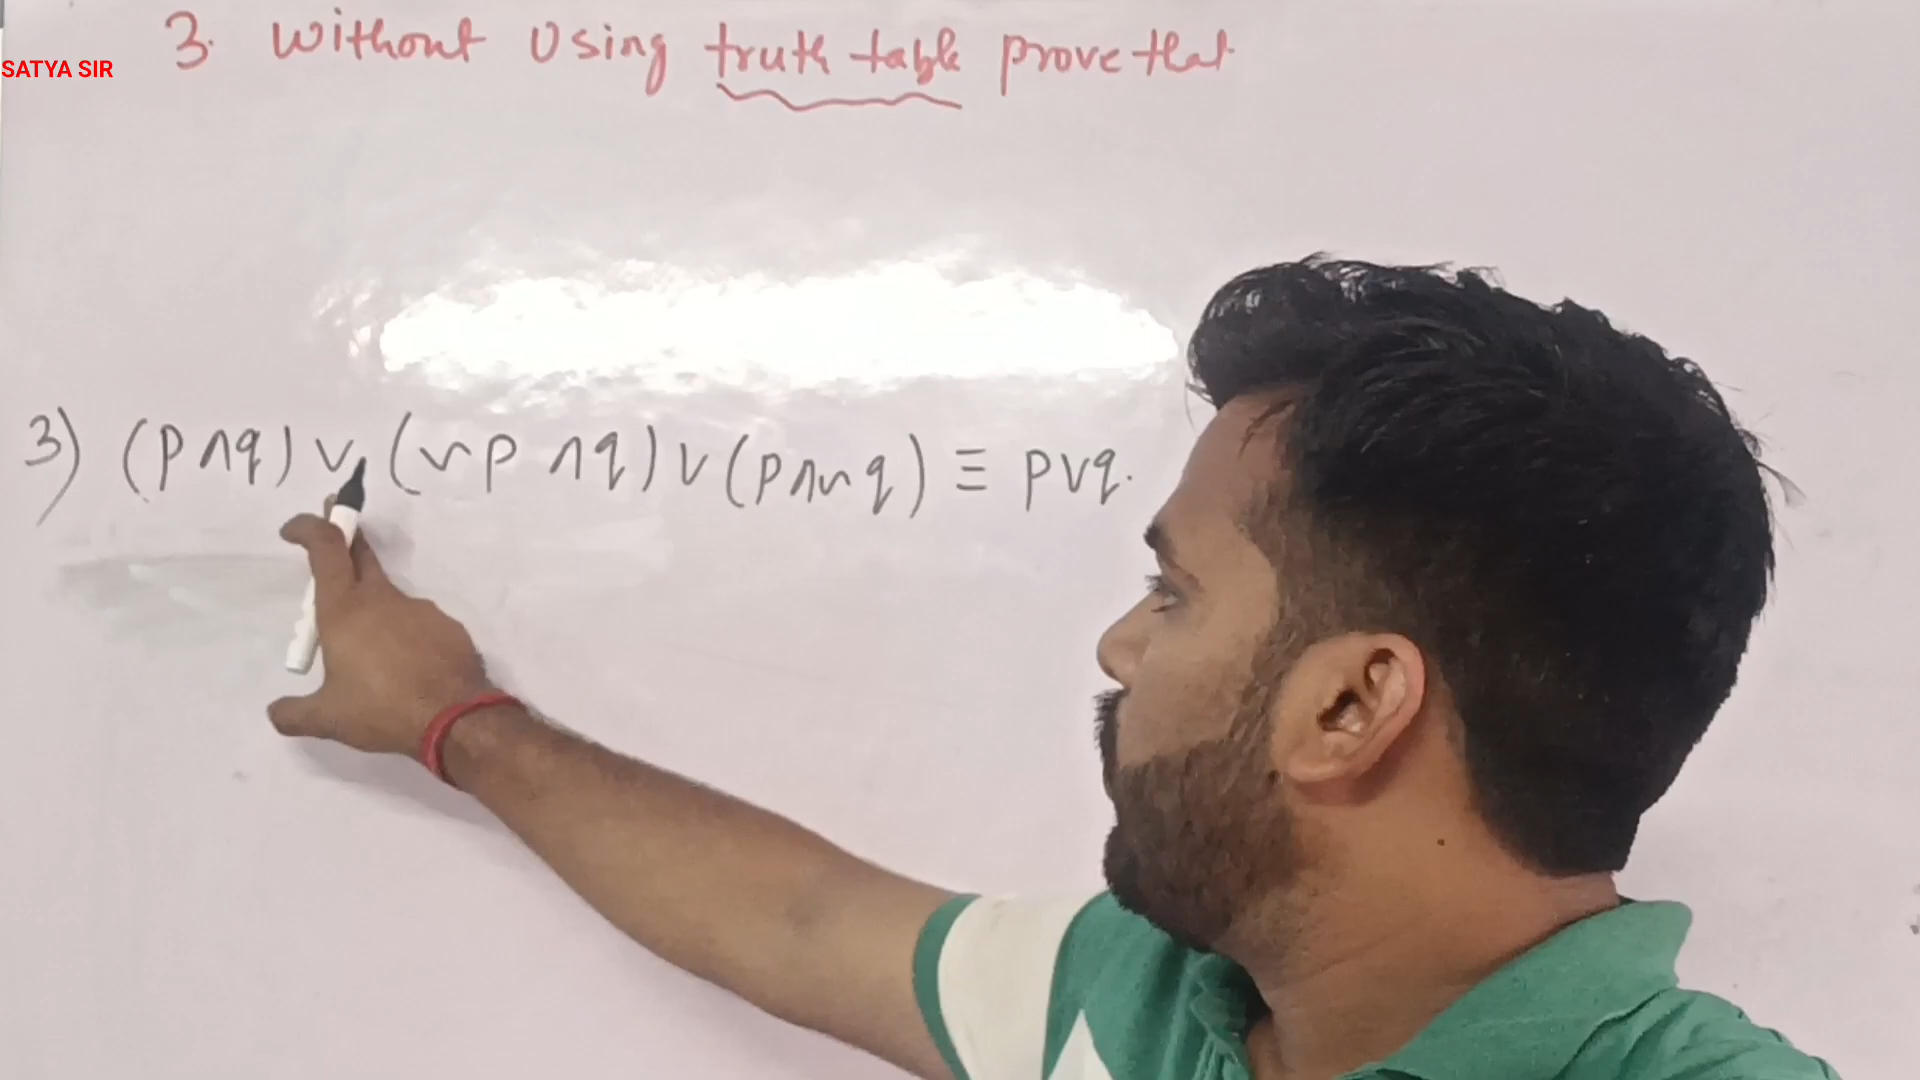 3. Without Using truth table prove that
SATYA SIR
3) (p∧q) ∨ (~p ∧q) ∨ (p∧~q) ≡ p∨q.